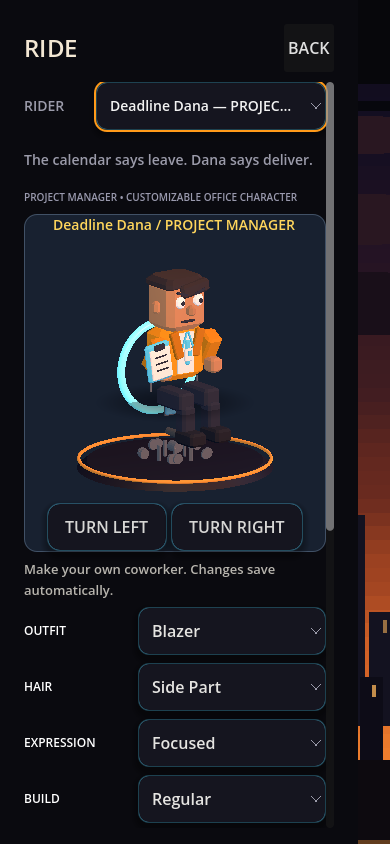 RIDE
BACK
RIDER
Deadline Dana — PROJEC...
The calendar says leave. Dana says deliver.
PROJECT MANAGER • CUSTOMIZABLE OFFICE CHARACTER
Deadline Dana / PROJECT MANAGER
TURN LEFT
TURN RIGHT
Make your own coworker. Changes save
automatically.
OUTFIT
Blazer
HAIR
Side Part
EXPRESSION
Focused
BUILD
Regular